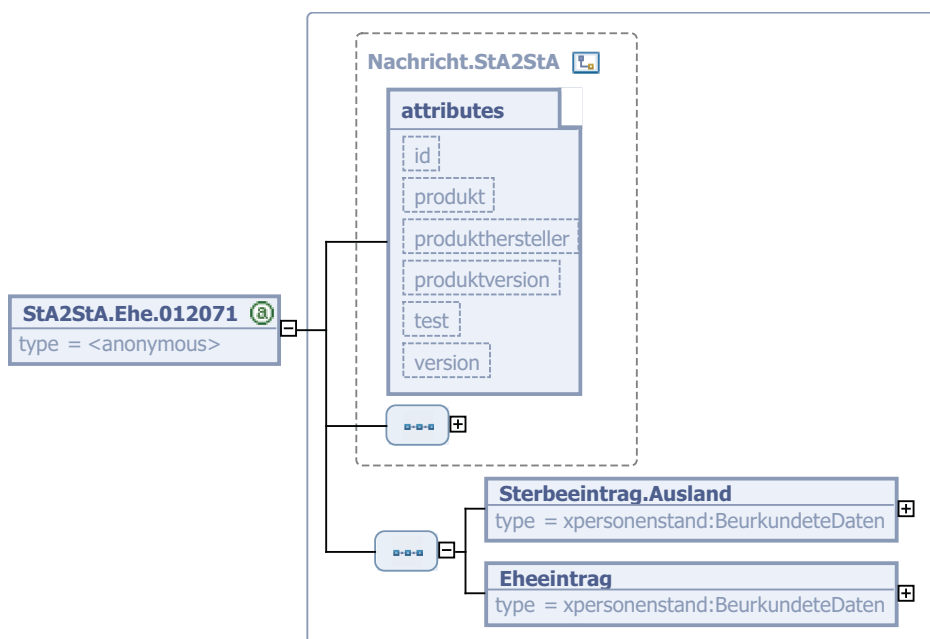 Nachricht.StA2StA
attributes
id
produkt
produkthersteller
produktversion
test
version
StA2StA.Ehe.012071 a
type = <anonymous>
Sterbeeintrag.Ausland
type = xpersonenstand:BeurkundeteDaten
Eheeintrag
type = xpersonenstand:BeurkundeteDaten